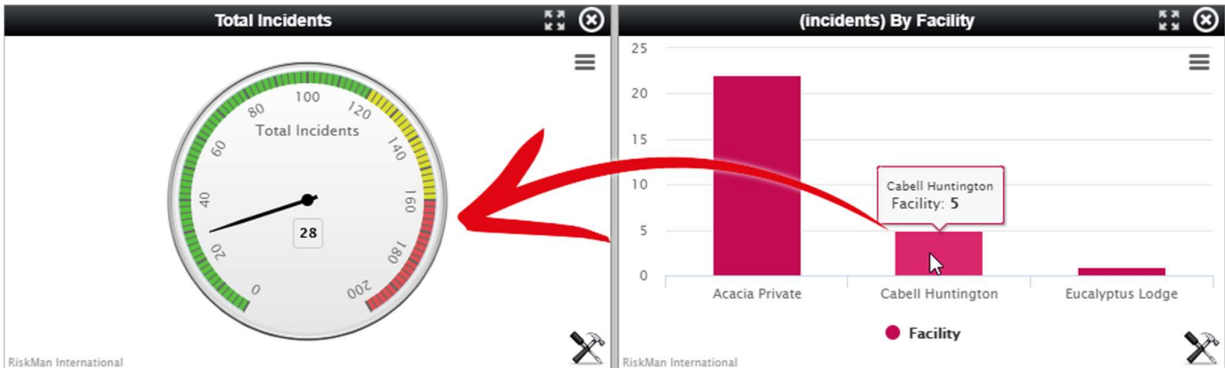 Total Incidents
0
20
40
60
80
100
120
140
160
180
200
Total Incidents
28
RiskMan International
(incidents) By Facility
25
20
15
10
5
0
Cabell Huntington
Facility: 5
Acacia Private
Cabell Huntington
Eucalyptus Lodge
Facility
RiskMan International